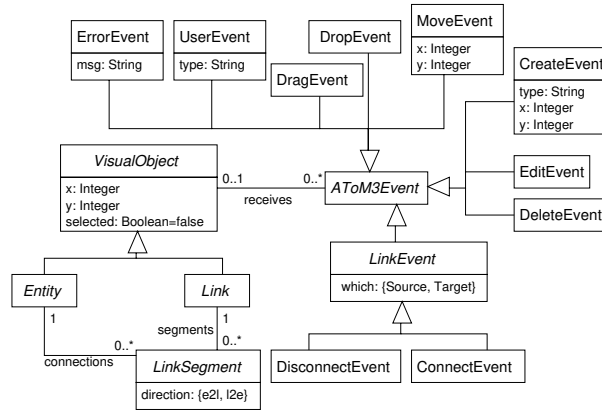 ErrorEvent
msg: String
UserEvent
type: String
DropEvent
DragEvent
MoveEvent
x: Integer
y: Integer
CreateEvent
type: String
x: Integer
y: Integer
VisualObject
x: Integer
y: Integer
selected: Boolean=false
0..1
0..*
receives
AToM3Event
EditEvent
DeleteEvent
LinkEvent
which: {Source, Target}
Entity
Link
1
1
segments
0..*
0..*
connections
LinkSegment
direction: {e2l, l2e}
DisconnectEvent
ConnectEvent